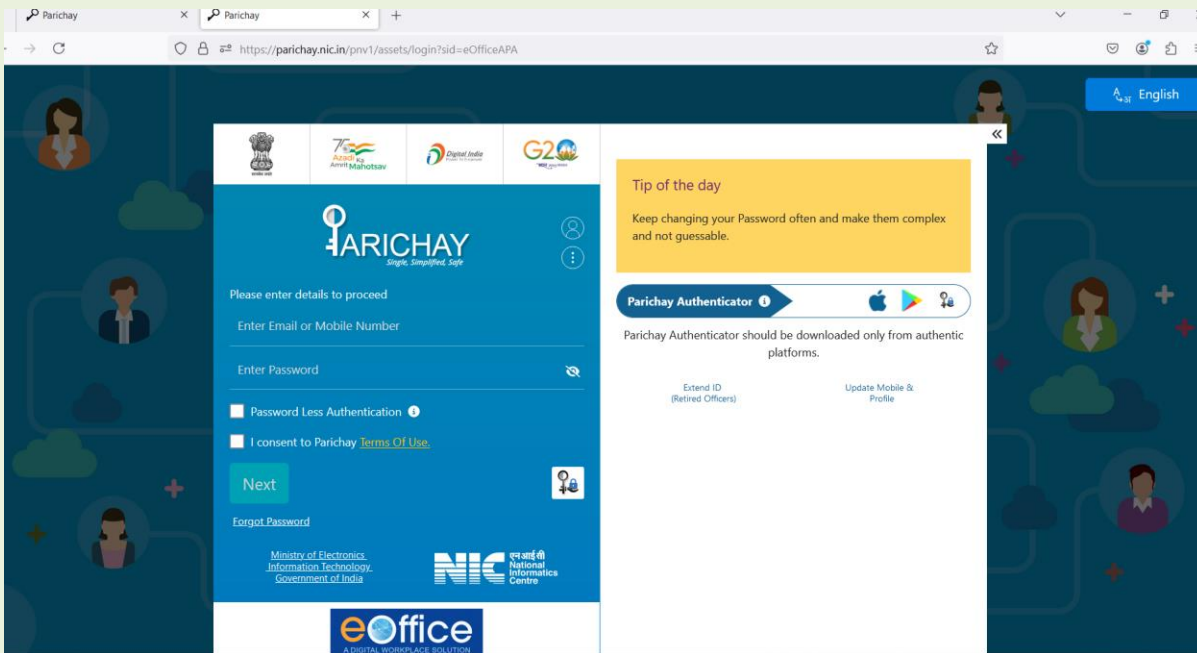 Parichay
Parichay
https://parichay.nic.in/pnv1/assets/login?sid=eOfficeAPA
English
75
Azadi Ka
Amrit Mahotsav
Digital India
G20
PARICHAY
Single, Simplified, Safe
Please enter details to proceed
Enter Email or Mobile Number
Enter Password
Password Less Authentication
I consent to Parichay Terms Of Use.
Next
Forgot Password
Ministry of Electronics
Information Technology
Government of India
NIC
एन आई सी
National
Informatics
Centre
eOffice
A DIGITAL WORKPLACE SOLUTION
Tip of the day
Keep changing your Password often and make them complex
and not guessable.
Parichay Authenticator
Parichay Authenticator should be downloaded only from authentic
platforms.
Extend ID
(Retired Officers)
Update Mobile &
Profile